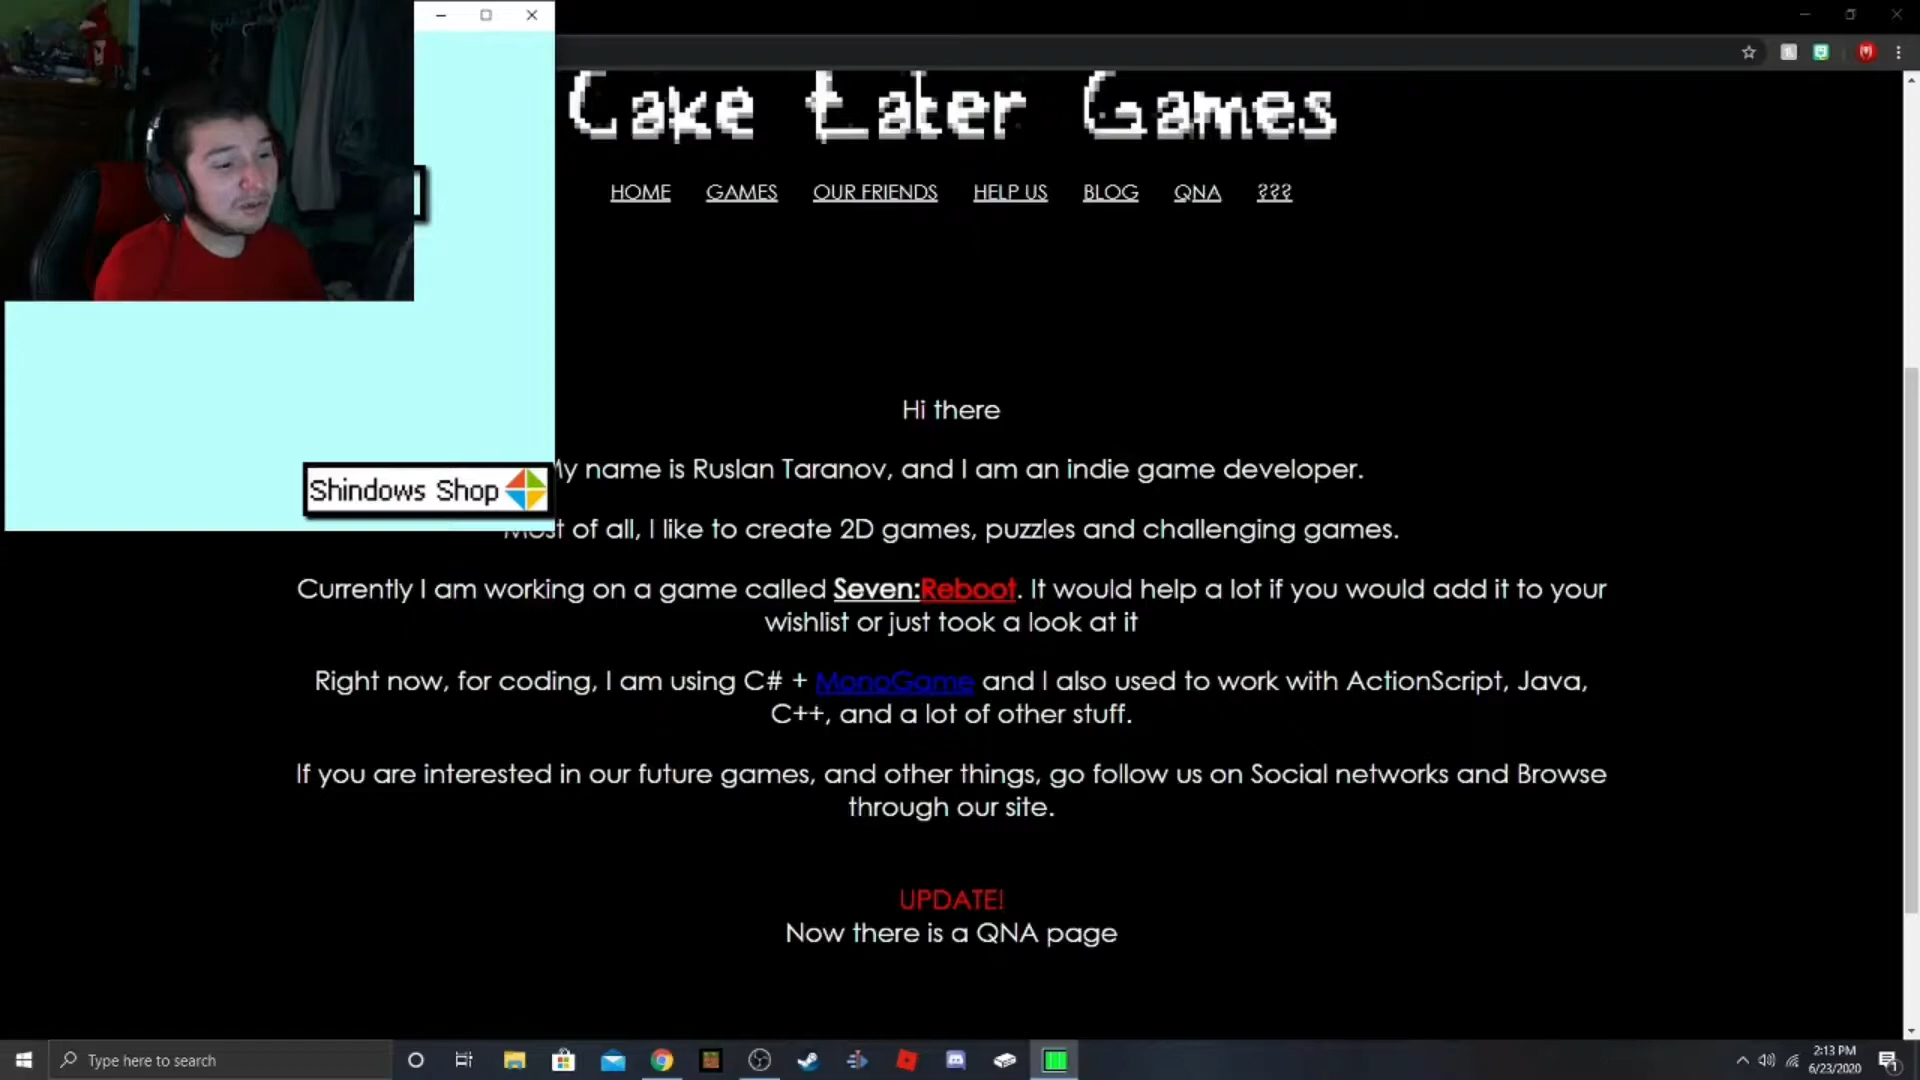 Cake Eater Games
HOME GAMES OUR FRIENDS HELP US BLOG QNA ???
Hi there
My name is Ruslan Taranov, and I am an indie game developer.
Shindows Shop
Most of all, I like to create 2D games, puzzles and challenging games.
Currently I am working on a game called Seven:Reboot. It would help a lot if you would add it to your
wishlist or just took a look at it
Right now, for coding, I am using C# + MonoGame and I also used to work with ActionScript, Java,
C++, and a lot of other stuff.
If you are interested in our future games, and other things, go follow us on Social networks and Browse
through our site.
UPDATE!
Now there is a QNA page
Type here to search
2:13 PM
6/23/2020
1